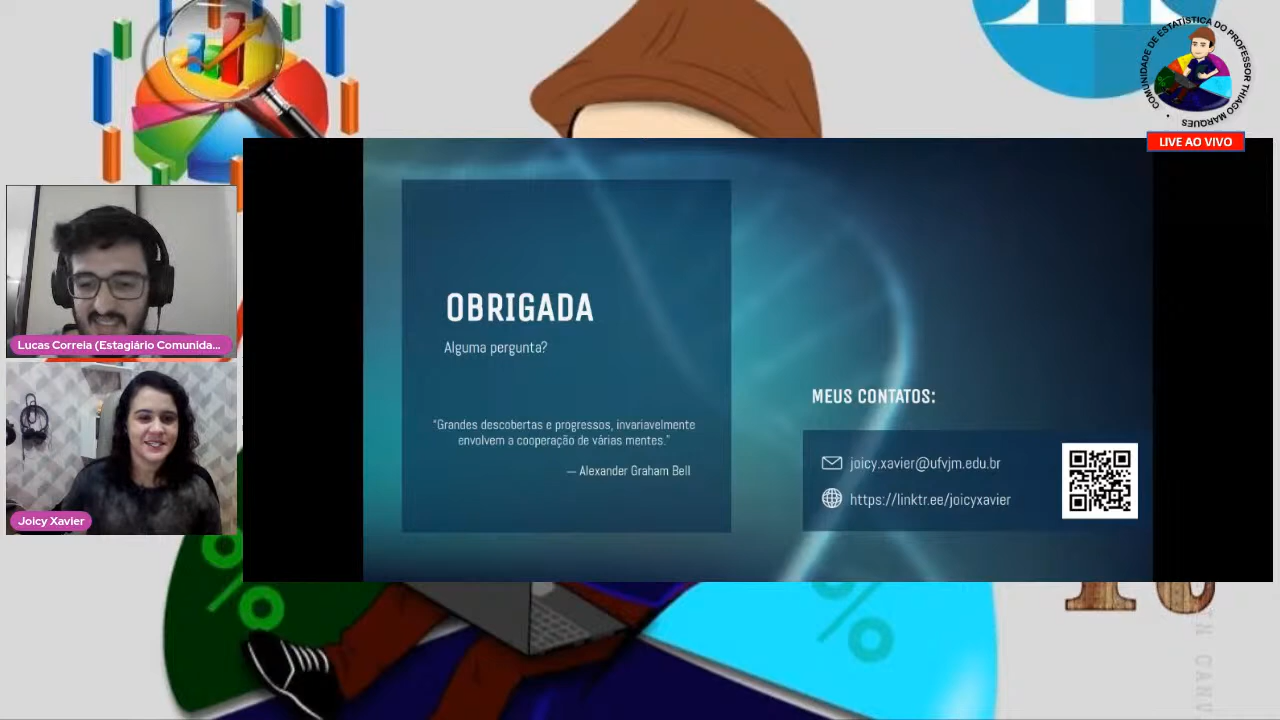 COMUNIDADE DE ESTATÍSTICA DO PROFESSOR THIAGO MARQUES
LIVE AO VIVO
Lucas Correia (Estagiário Comunida...
Joicy Xavier
OBRIGADA
Alguma pergunta?
“Grandes descobertas e progressos, invariavelmente
envolvem a cooperação de várias mentes.”
— Alexander Graham Bell
MEUS CONTATOS:
joicy.xavier@ufvjm.edu.br
https://linktr.ee/joicyxavier
%
%